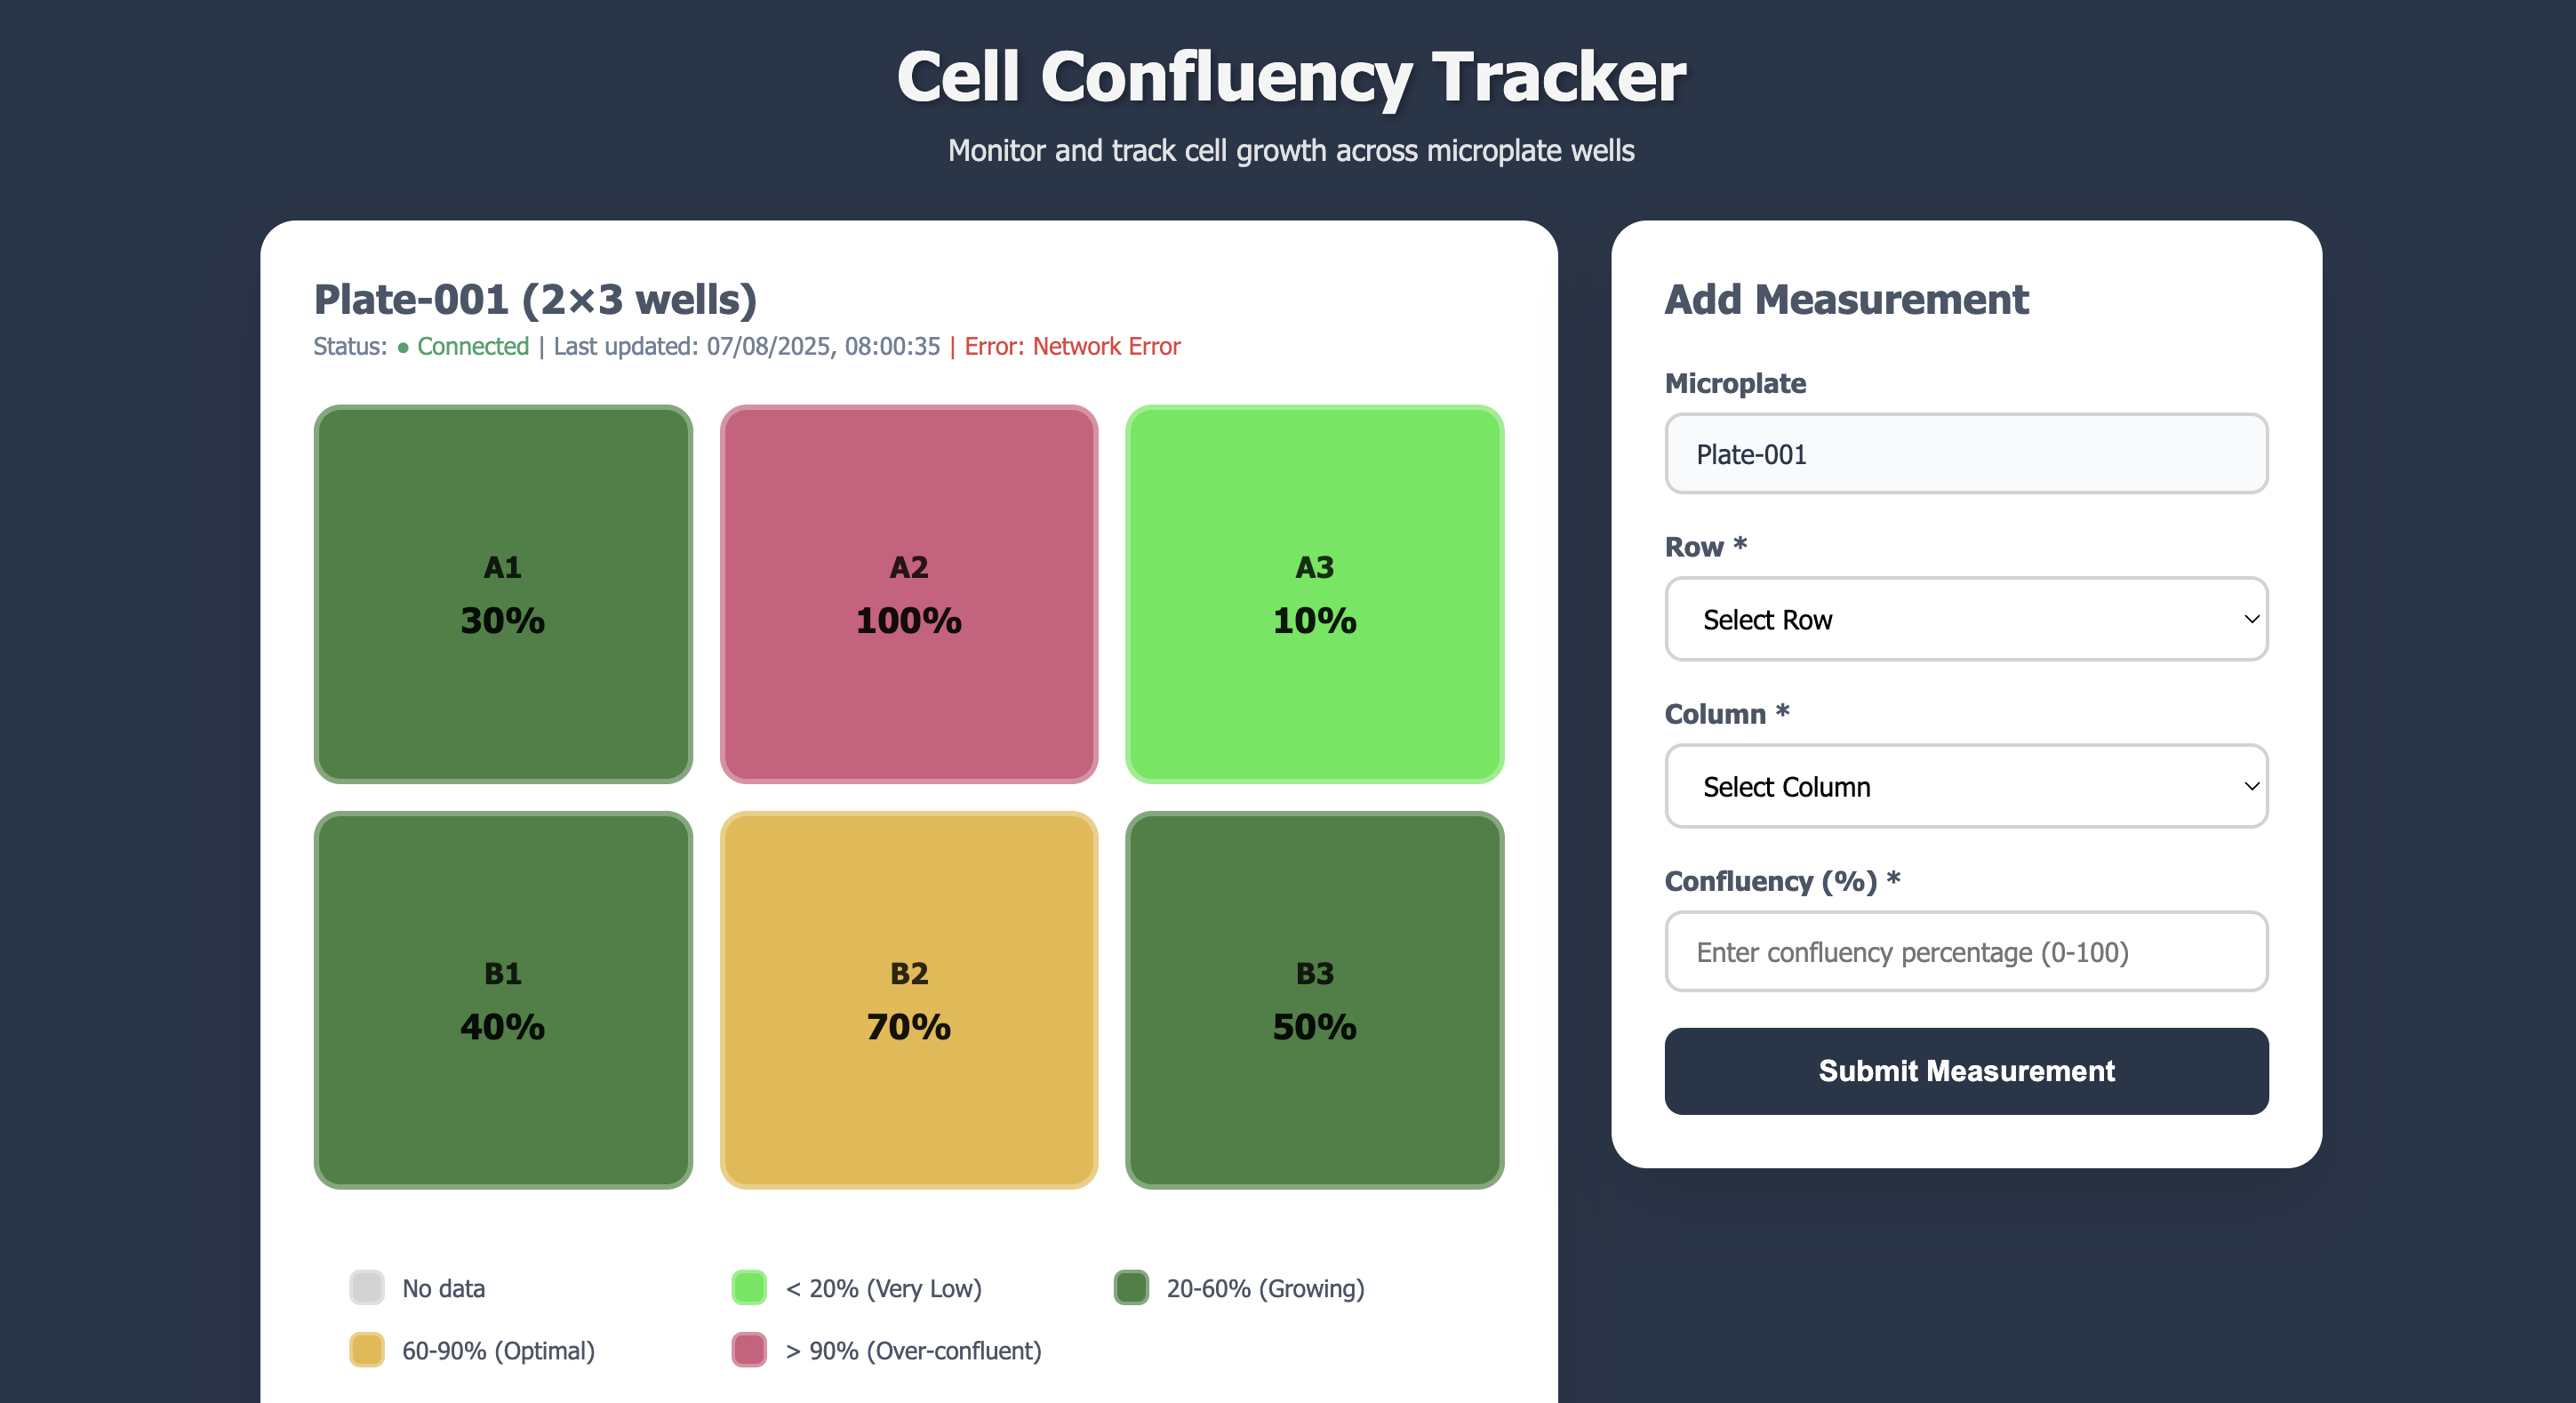 Cell Confluency Tracker
Monitor and track cell growth across microplate wells
Plate-001 (2×3 wells)
Status: ● Connected | Last updated: 07/08/2025, 08:00:35 | Error: Network Error
A1
30%
A2
100%
A3
10%
B1
40%
B2
70%
B3
50%
No data
< 20% (Very Low)
20-60% (Growing)
60-90% (Optimal)
> 90% (Over-confluent)
Add Measurement
Microplate
Plate-001
Row *
Select Row
Column *
Select Column
Confluency (%) *
Enter confluency percentage (0-100)
Submit Measurement